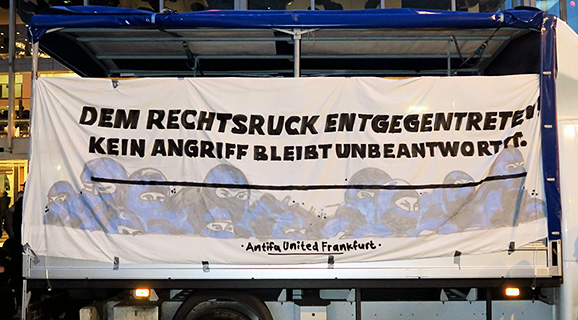 DEM RECHTSRUCK ENTGEGENTRETEN
KEIN ANGRIFF BLEIBT UNBEANTWORTET.
· Antifa United Frankfurt ·